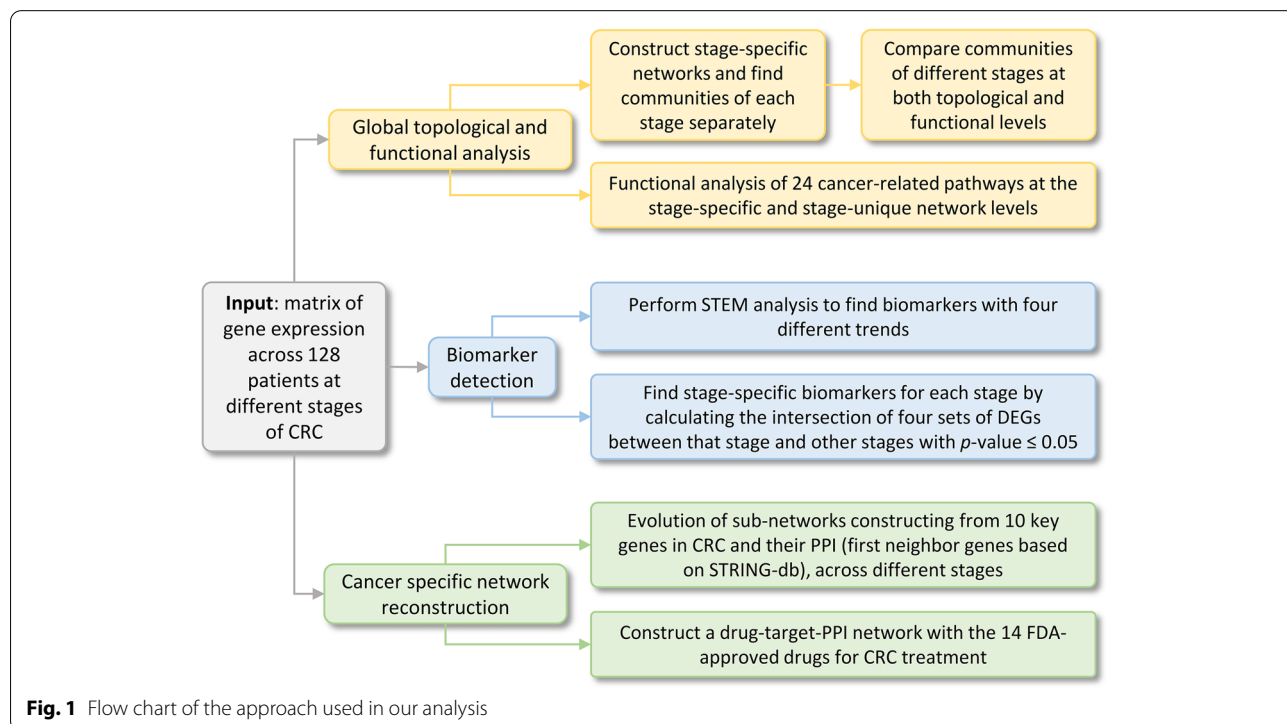 Construct stage-specific
networks and find
communities of each
stage separately
Compare communities
of different stages at
both topological and
functional levels
Global topological and
functional analysis
Functional analysis of 24 cancer-related pathways at the
stage-specific and stage-unique network levels
Input: matrix of
gene expression
across 128
patients at
different stages
of CRC
Perform STEM analysis to find biomarkers with four
different trends
Biomarker
detection
Find stage-specific biomarkers for each stage by
calculating the intersection of four sets of DEGs
between that stage and other stages with p-value ≤ 0.05
Evolution of sub-networks constructing from 10 key
genes in CRC and their PPI (first neighbor genes based
on STRING-db), across different stages
Cancer specific network
reconstruction
Construct a drug-target-PPI network with the 14 FDA-
approved drugs for CRC treatment
Fig. 1 Flow chart of the approach used in our analysis